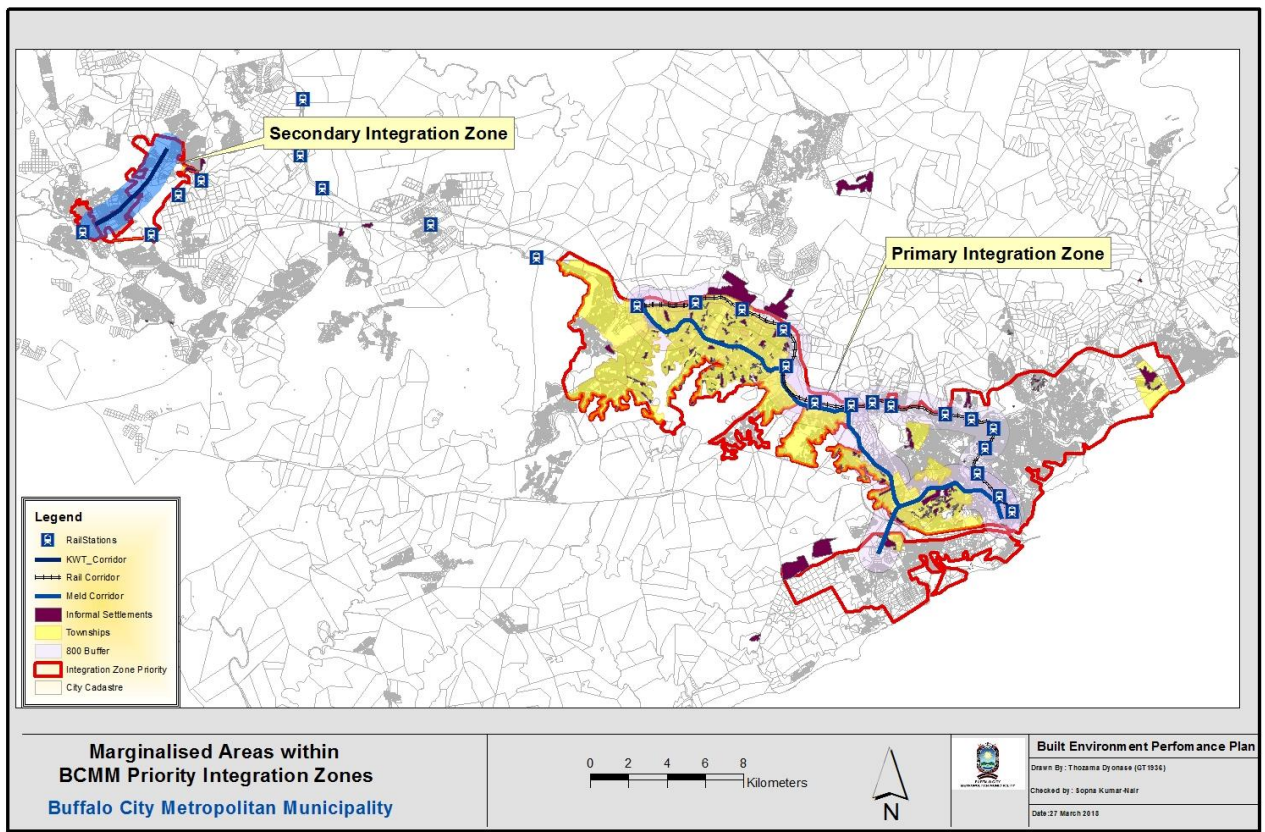 Secondary Integration Zone
Primary Integration Zone
Legend
RailStations
KWT_Corridor
Rail Corridor
Meld Corridor
Informal Settlements
Townships
800 Buffer
Integration Zone Priority
City Cadastre
Marginalised Areas within
BCMM Priority Integration Zones
Buffalo City Metropolitan Municipality
0 2 4 6 8
Kilometers
N
Built Environment Perfomance Plan
Drawn By: Thozama Dyonase (GT1936)
Checked by: Sopna Kumar-Nair
Date:27 March 2018